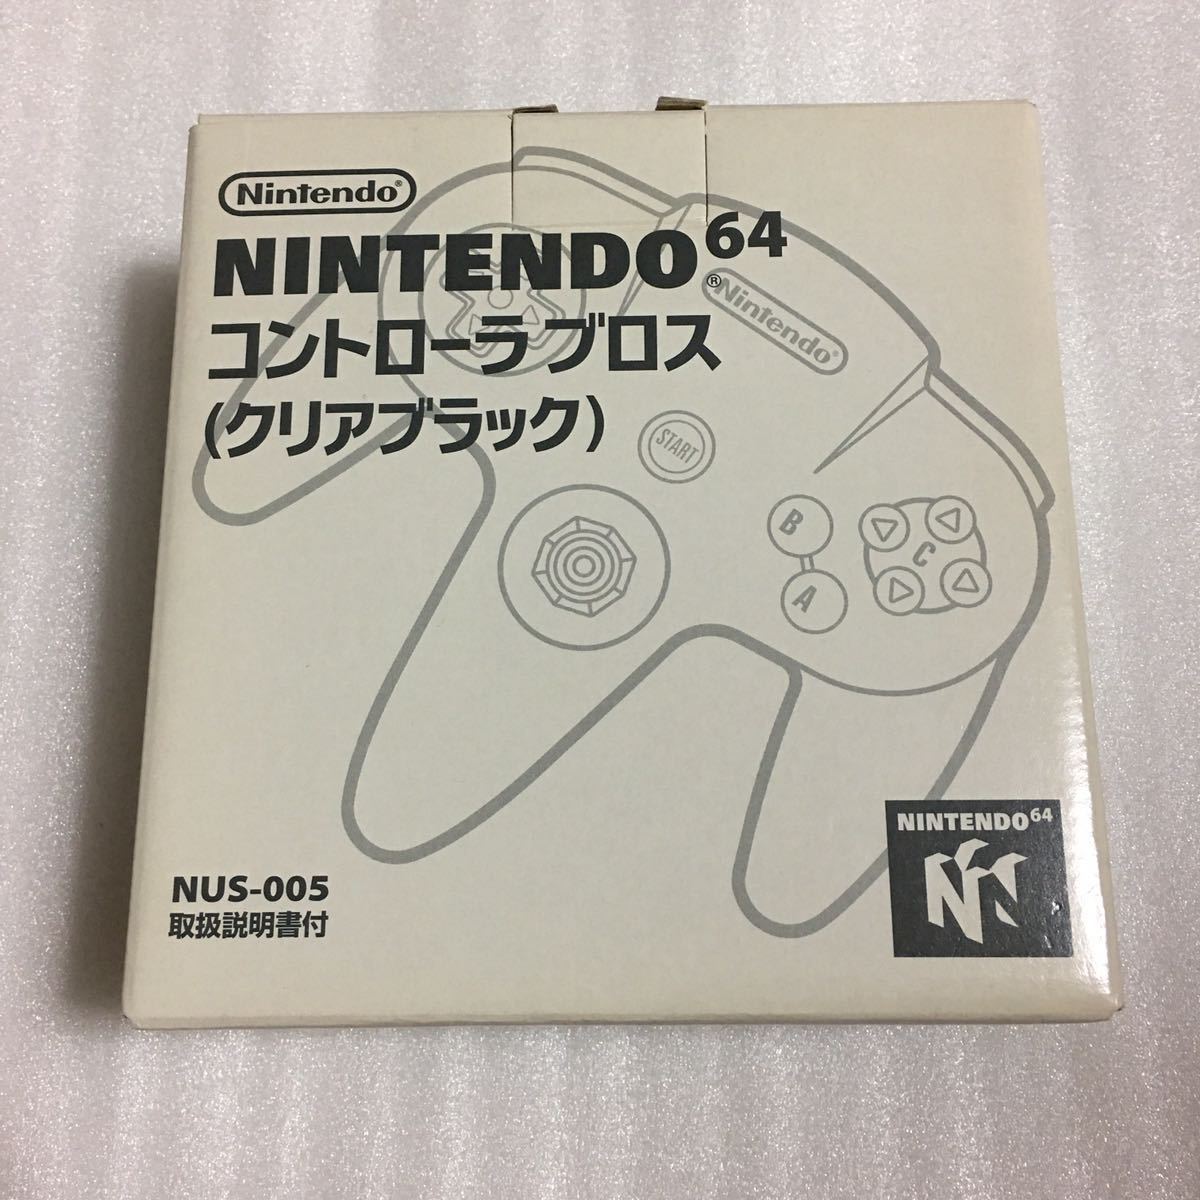 Nintendo®
NINTENDO64
コントローラ ブロス
(クリアブラック)
®Nintendo
START
B
A
C
NUS-005
取扱説明書付
NINTENDO64